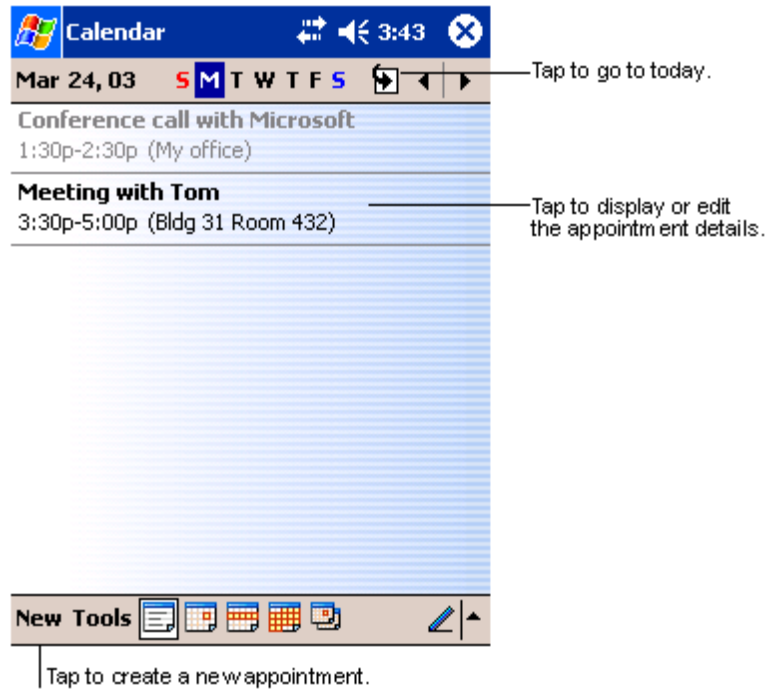 Calendar 3:43
Mar 24, 03 S M T W T F S
Tap to go to today.
Conference call with Microsoft
1:30p-2:30p (My office)
Meeting with Tom
3:30p-5:00p (Bldg 31 Room 432)
Tap to display or edit
the appointment details.
New Tools
Tap to create a new appointment.